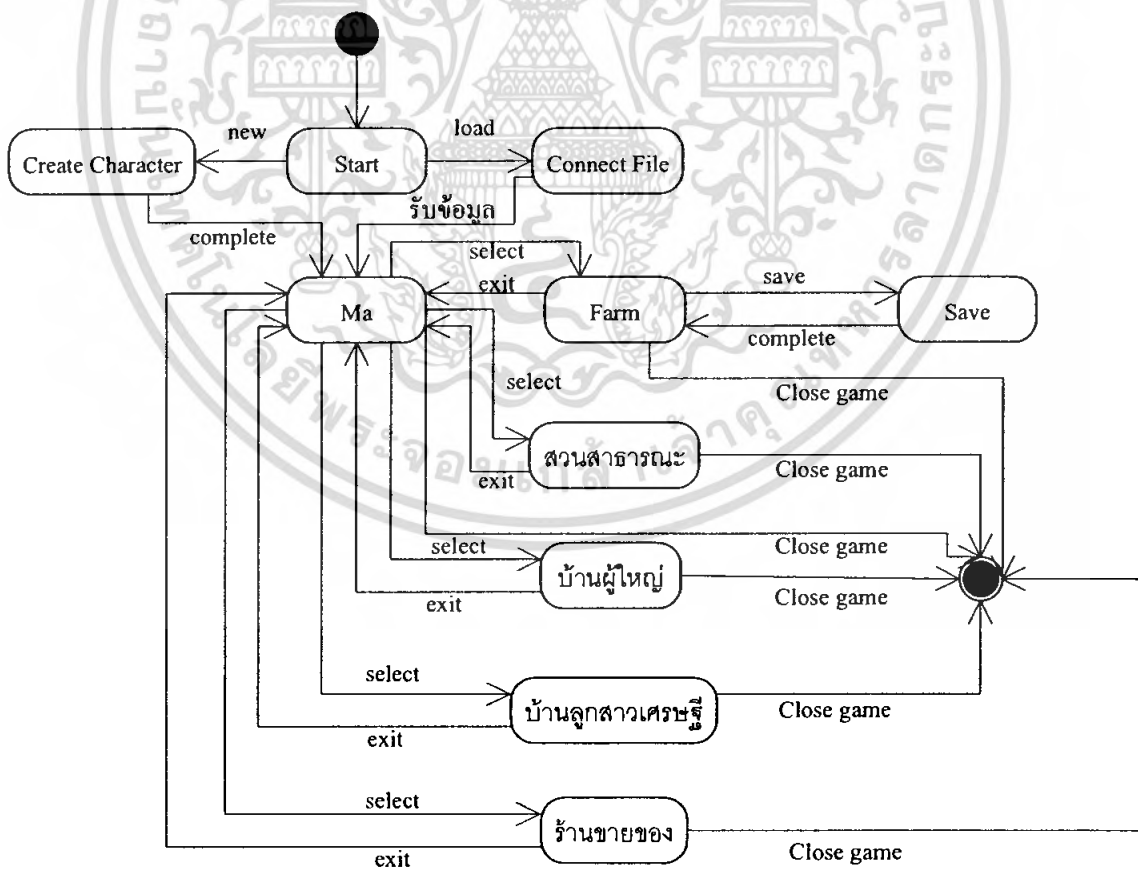 new
load
Create Character
Start
Connect File
รับข้อมูล
complete
select
exit
save
Ma
Farm
Save
complete
select
Close game
สวนสาธารณะ
exit
Close game
select
Close game
บ้านผู้ใหญ่
exit
Close game
select
บ้านลูกสาวเศรษฐี
Close game
exit
select
ร้านขายของ
exit
Close game